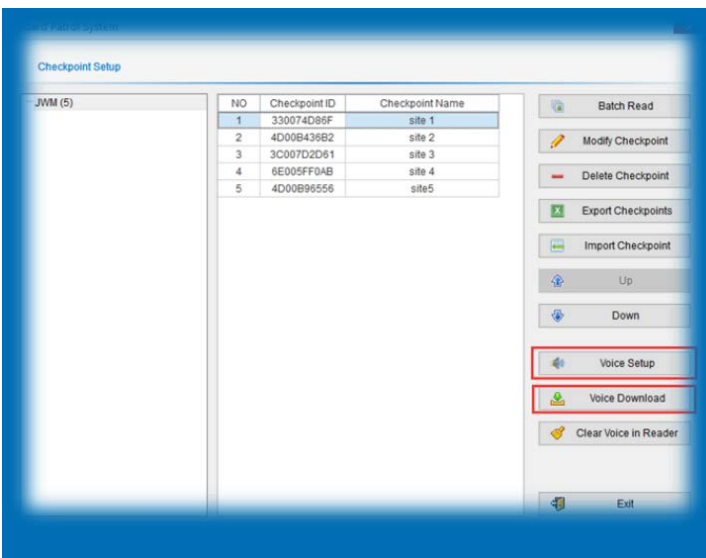 Patrol System
Checkpoint Setup
JWM (5)
NO Checkpoint ID Checkpoint Name
1 330074D86F site 1
2 4D00B436B2 site 2
3 3C007D2D61 site 3
4 6E005FF0AB site 4
5 4D00B96556 site5
Batch Read
Modify Checkpoint
Delete Checkpoint
Export Checkpoints
Import Checkpoint
Up
Down
Voice Setup
Voice Download
Clear Voice in Reader
Exit